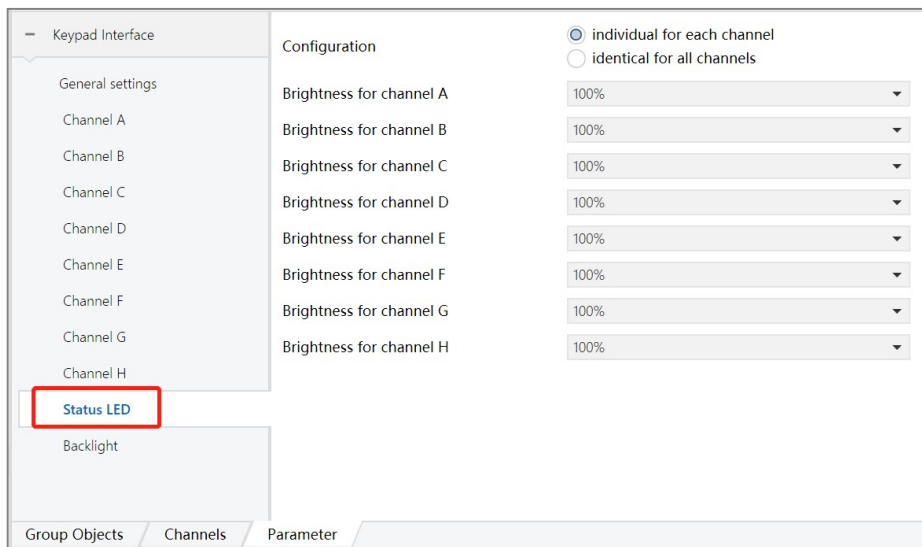 Keypad Interface
General settings
Channel A
Channel B
Channel C
Channel D
Channel E
Channel F
Channel G
Channel H
Status LED
Backlight
Configuration
individual for each channel
identical for all channels
Brightness for channel A 100%
Brightness for channel B 100%
Brightness for channel C 100%
Brightness for channel D 100%
Brightness for channel E 100%
Brightness for channel F 100%
Brightness for channel G 100%
Brightness for channel H 100%
Group Objects Channels Parameter